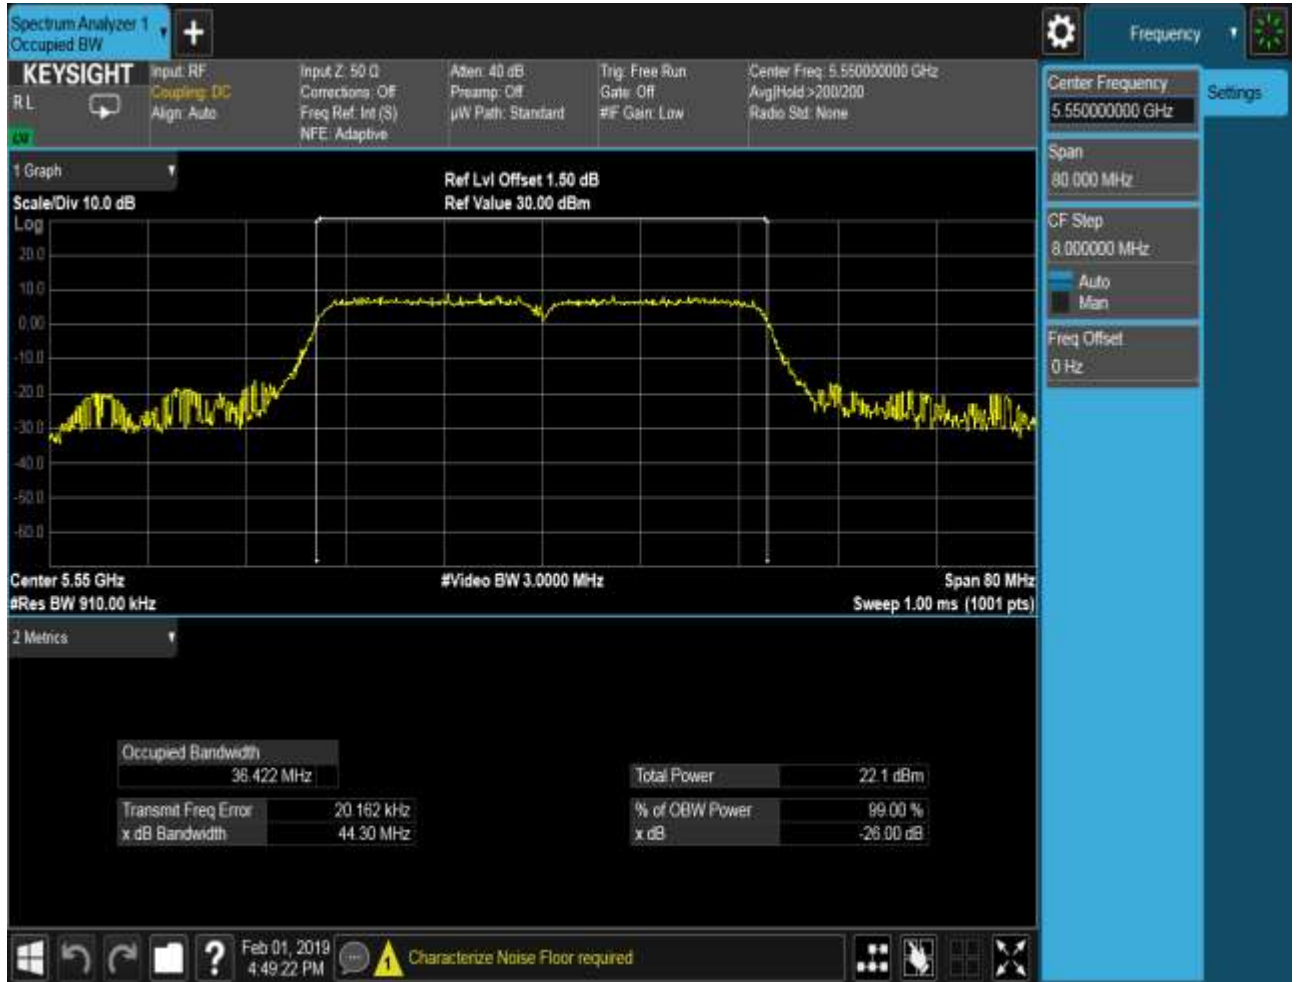 Spectrum Analyzer 1
Occupied BW
Frequency
KEYSIGHT
RL
Input: RF
Coupling: DC
Align: Auto
Input Z: 50 Ω
Corrections: Off
Freq Ref: Int (S)
NFE: Adaptive
Atten: 40 dB
Preamp: Off
µW Path: Standard
Trig: Free Run
Gate: Off
#IF Gain: Low
Center Freq: 5.550000000 GHz
Avg|Hold:>200/200
Radio Std: None
Center Frequency
5.550000000 GHz
Settings
Span
80.000 MHz
CF Step
8.000000 MHz
Auto
Man
Freq Offset
0 Hz
1 Graph
Scale/Div 10.0 dB
Ref Lvl Offset 1.50 dB
Ref Value 30.00 dBm
Log
20.0
10.0
0.00
-10.0
-20.0
-30.0
-40.0
-50.0
-60.0
Center 5.55 GHz
#Video BW 3.0000 MHz
Span 80 MHz
#Res BW 910.00 kHz
Sweep 1.00 ms (1001 pts)
2 Metrics
Occupied Bandwidth
36.422 MHz
Total Power 22.1 dBm
Transmit Freq Error 20.162 kHz
% of OBW Power 99.00 %
x dB Bandwidth 44.30 MHz
x dB -26.00 dB
Feb 01, 2019
4:49:22 PM
1
Characterize Noise Floor required